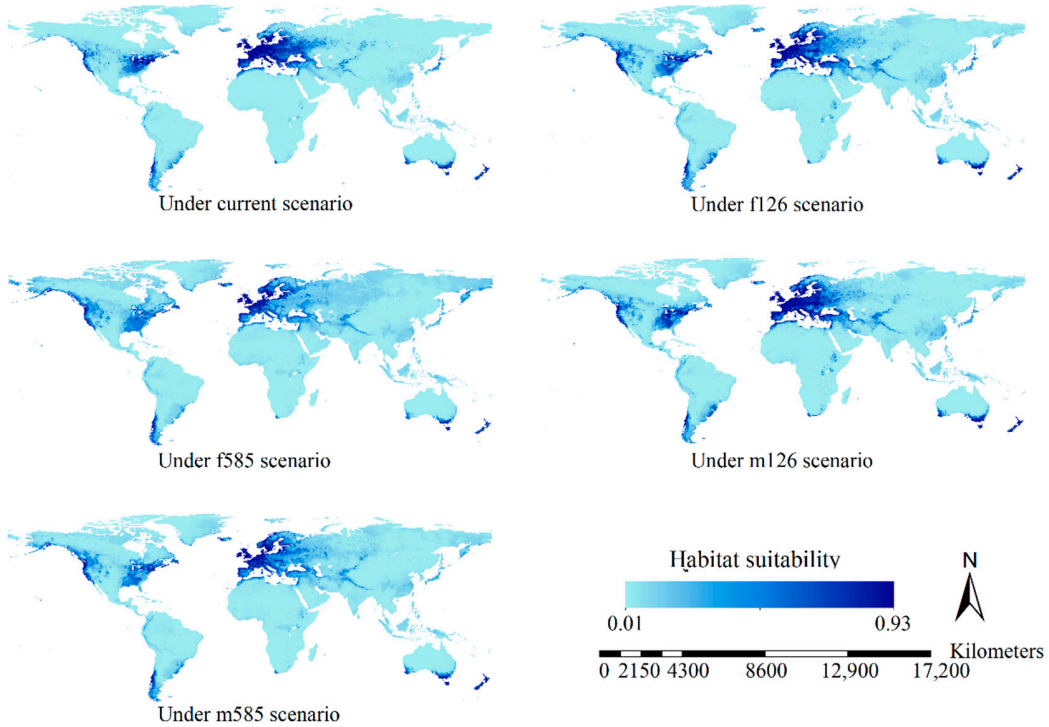 Under current scenario
Under f126 scenario
Under f585 scenario
Under m126 scenario
Under m585 scenario
Habitat suitability
0.01 0.93
N
Kilometers
0 2150 4300 8600 12,900 17,200